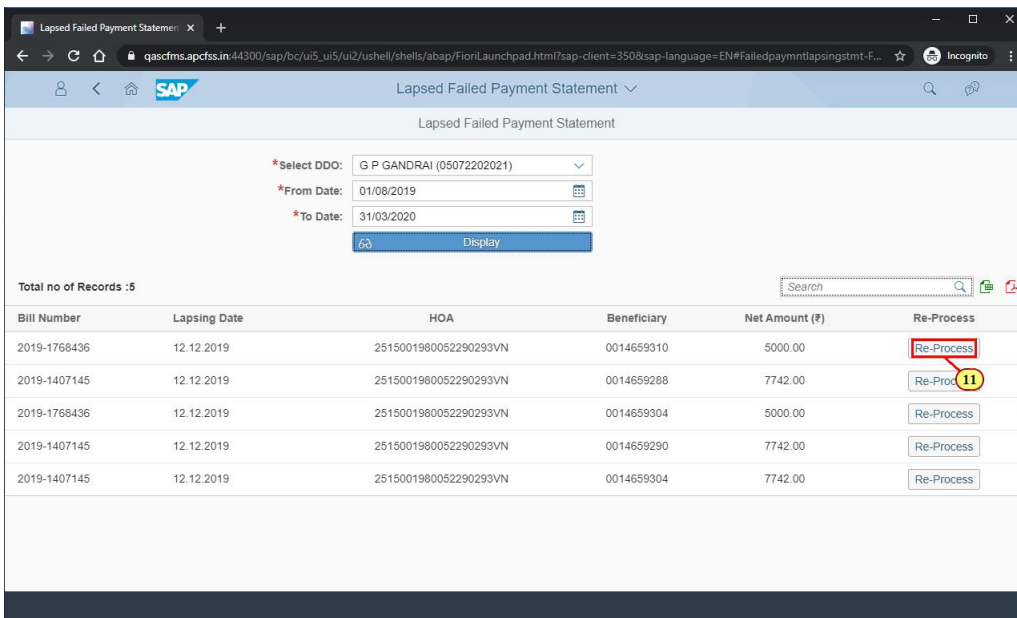 Lapsed Failed Payment Statemen
qascfms.apcfss.in:44300/sap/bc/ui5_ui5/ui2/ushell/shells/abap/FioriLaunchpad.html?sap-client=350&sap-language=EN#Failedpaymntlapsingstmt-F... Incognito
SAP Lapsed Failed Payment Statement
Lapsed Failed Payment Statement
*Select DDO: G P GANDRAI (05072202021)
*From Date: 01/08/2019
*To Date: 31/03/2020
Display
Total no of Records :5 Search
Bill Number Lapsing Date HOA Beneficiary Net Amount (₹) Re-Process
2019-1768436 12.12.2019 2515001980052290293VN 0014659310 5000.00 Re-Process
2019-1407145 12.12.2019 2515001980052290293VN 0014659288 7742.00 Re-Proc 11
2019-1768436 12.12.2019 2515001980052290293VN 0014659304 5000.00 Re-Process
2019-1407145 12.12.2019 2515001980052290293VN 0014659290 7742.00 Re-Process
2019-1407145 12.12.2019 2515001980052290293VN 0014659304 7742.00 Re-Process